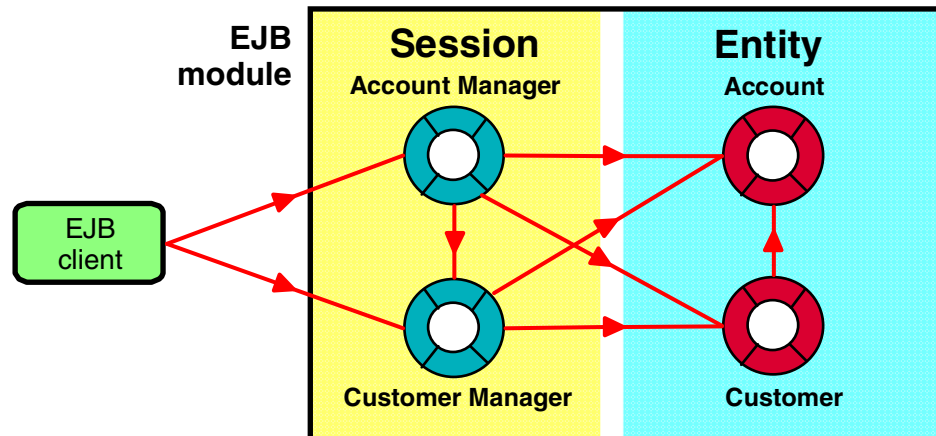 EJB
module
Session
Entity
Account Manager
Account
EJB
client
Customer Manager
Customer